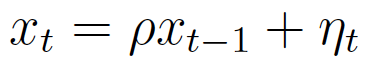 x_t = ρx_{t−1} + η_t